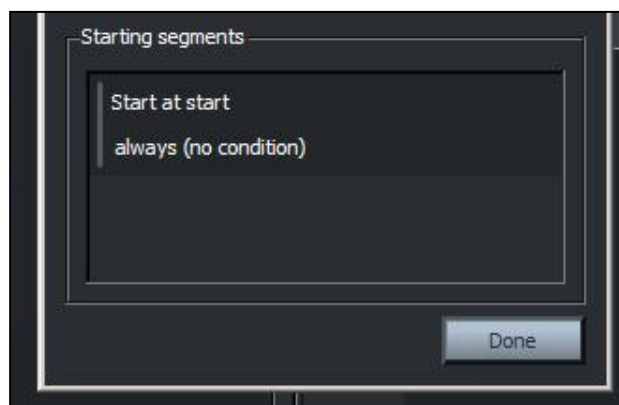 Starting segments
Start at start
always (no condition)
Done